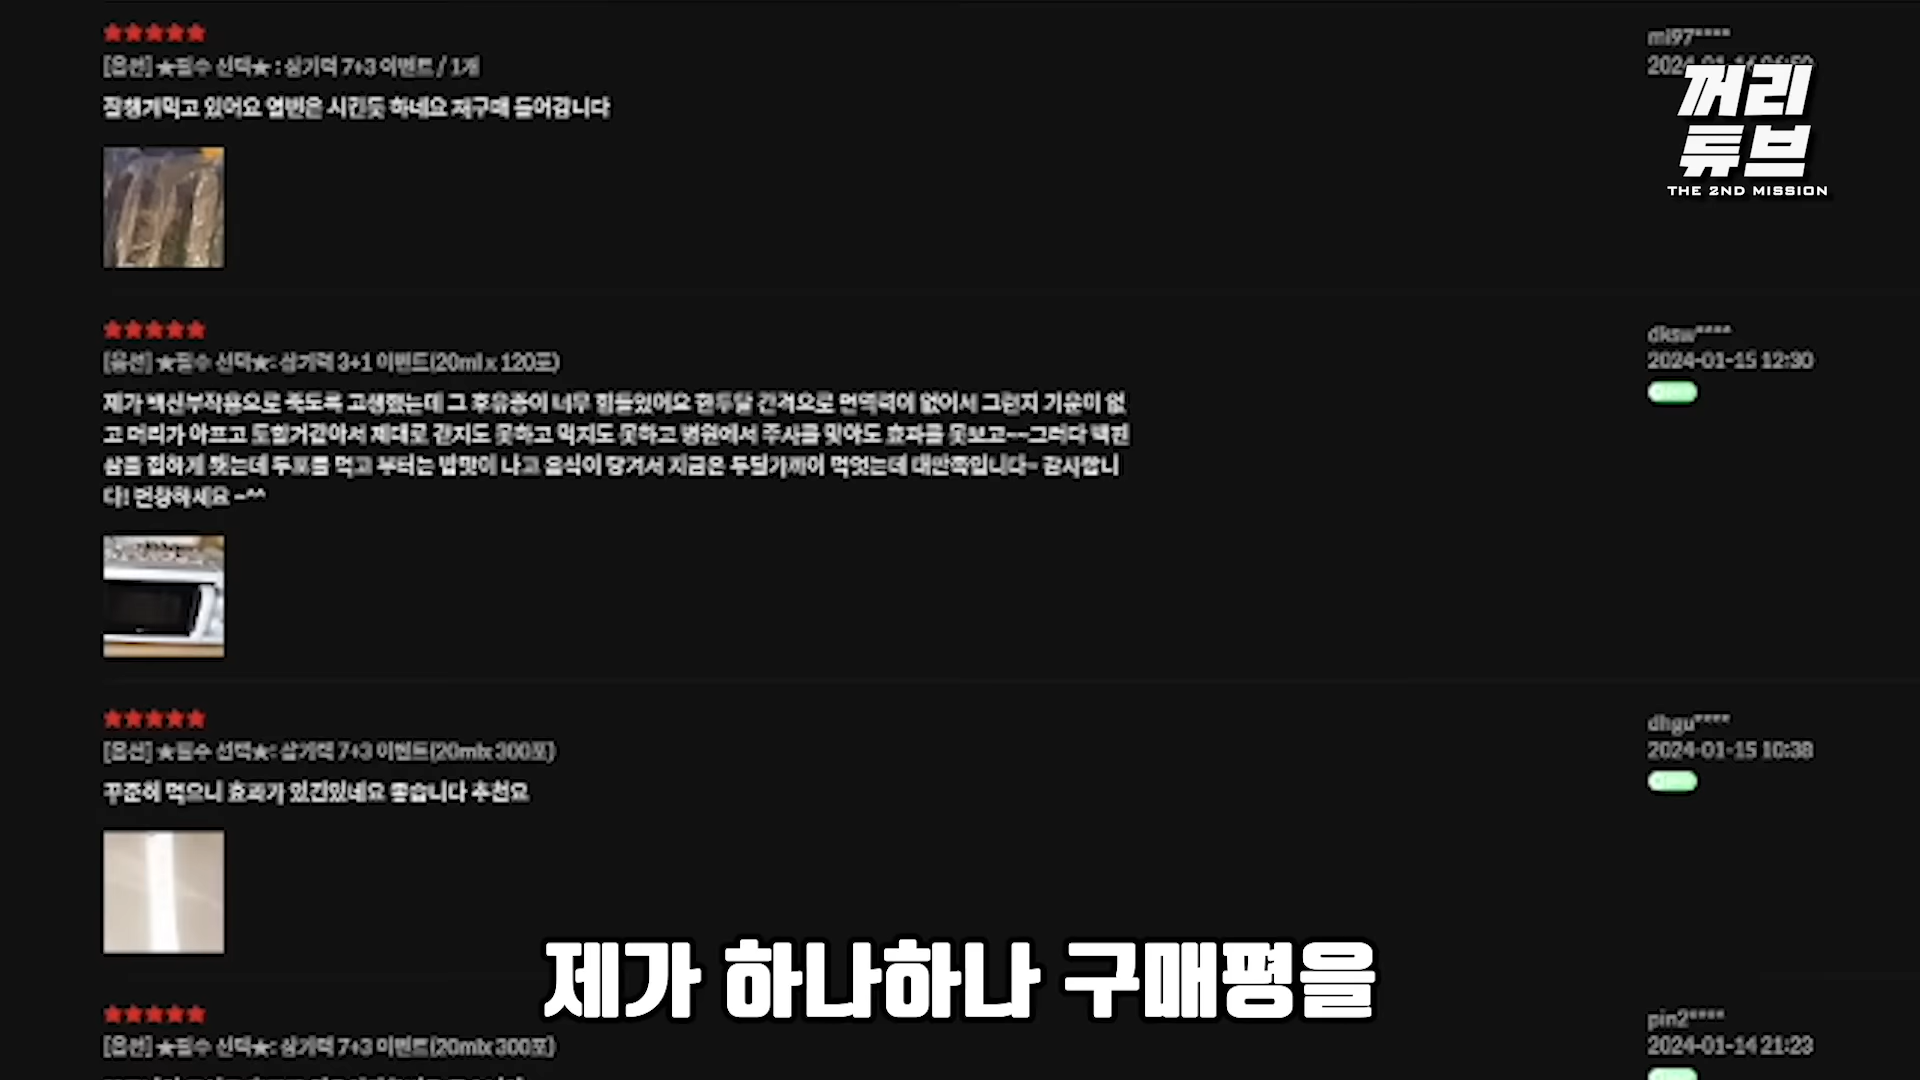 mi97****
[옵션] ★필수 선택★ : 삼기력 7+3 이벤트 / 1개
2024-01-
꺼리
튜브
THE 2ND MISSION
잘챙겨먹고 있어요 열번은 시킨듯 하네요 재구매 들어갑니다
dksw****
[옵션] ★필수 선택★: 삼기력 3+1 이벤트(20ml x 120포)
2024-01-15 12:30
제가 백신부작용으로 죽도록 고생했는데 그 후유증이 너무 힘들었어요 한두달 간격으로 면역력이 없어서 그런지 기운이 없
고 머리가 아프고 토할거같아서 제대로 걷지도 못하고 먹지도 못하고 병원에서 주사를 맞아도 효과를 못보고~~그러다 백진
삼을 접하게 됐는데 두포를 먹고 부터는 밥맛이 나고 음식이 당겨서 지금은 두달가까이 먹엇는데 대만족입니다~ 감사합니
다! 번창하세요 ~^^
dhgu****
[옵션] ★필수 선택★: 삼기력 7+3 이벤트(20mlx 300포)
2024-01-15 10:38
꾸준히 먹으니 효과가 있긴있네요 좋습니다 추천요
제가 하나하나 구매평을
pin2****
[옵션] ★필수 선택★: 삼기력 7+3 이벤트(20mlx 300포)
2024-01-14 21:23